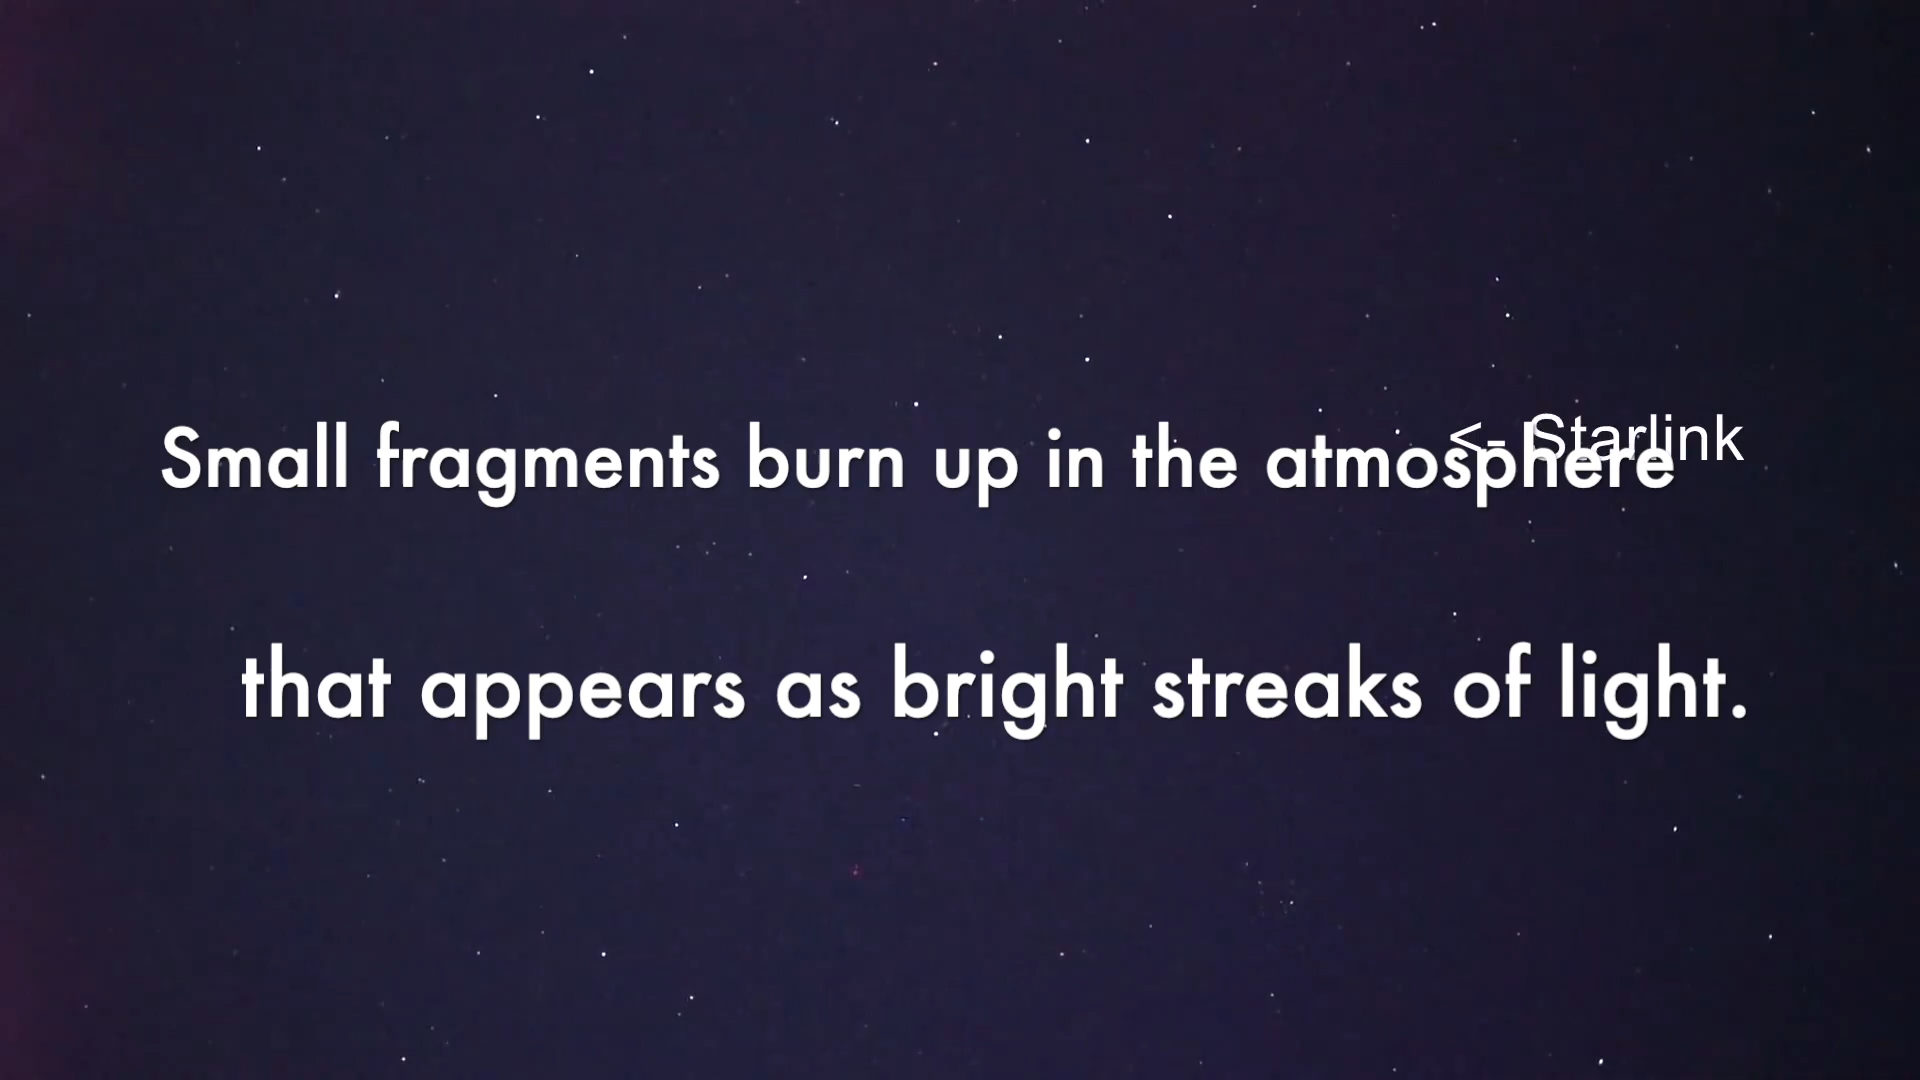 <- Starlink
Small fragments burn up in the atmosphere
that appears as bright streaks of light.